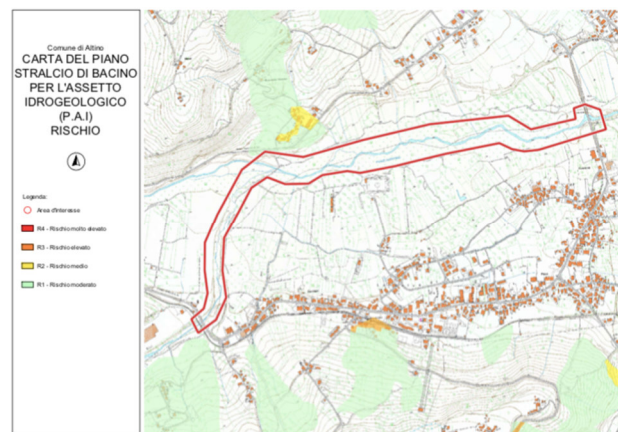 Comune di Altino
CARTA DEL PIANO
STRALCIO DI BACINO
PER L'ASSETTO
IDROGEOLOGICO
(P.A.I)
RISCHIO
Legenda:
Area d'interesse
R4 - Rischio molto elevato
R3 - Rischio elevato
R2 - Rischio medio
R1 - Rischio moderato